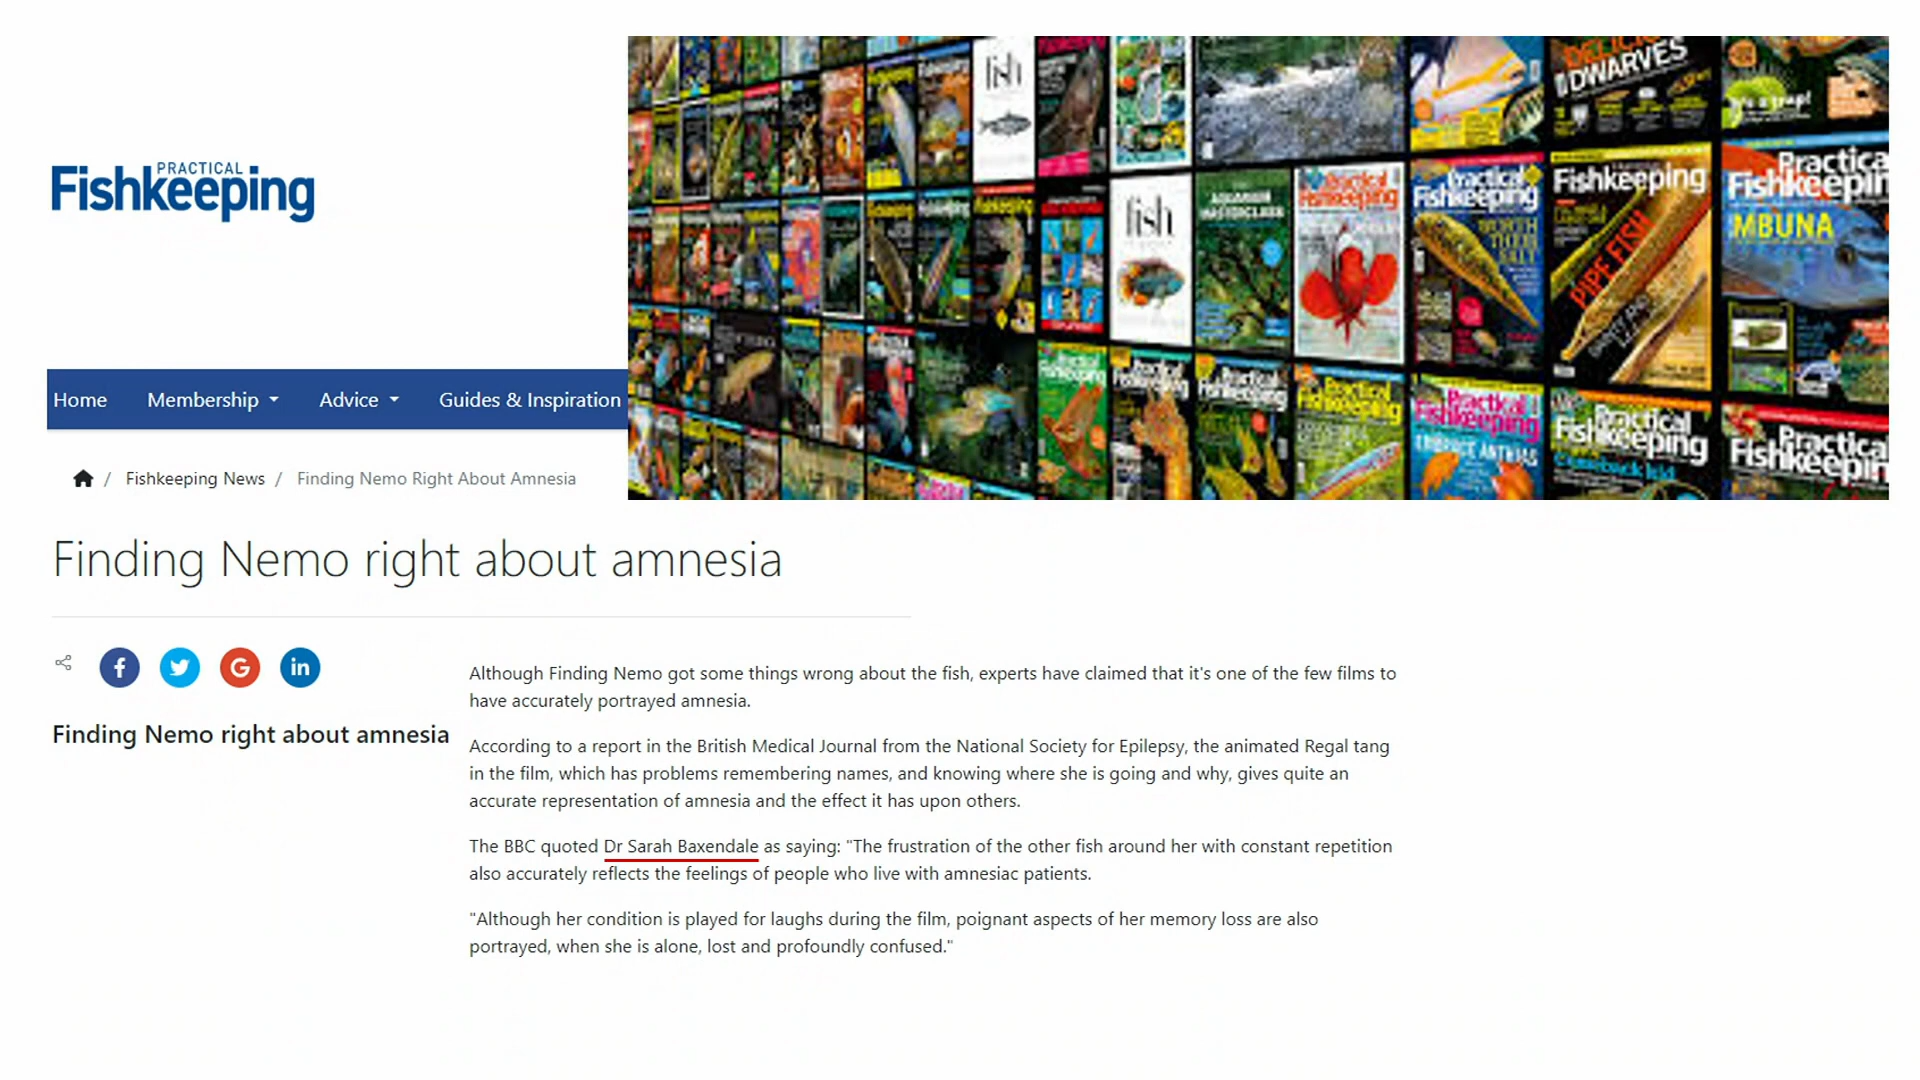 PRACTICAL
Fishkeeping
Home Membership Advice Guides & Inspiration
/ Fishkeeping News / Finding Nemo Right About Amnesia
fish
DWARVES
fish
Practical
Fishkeeping
Practical
Fishkeeping
Fishkeeping
PIPE FISH
MBUNA
Practical
Fishkeeping
Practical
Fishkeeping
Finding Nemo right about amnesia
Finding Nemo right about amnesia
Although Finding Nemo got some things wrong about the fish, experts have claimed that it's one of the few films to
have accurately portrayed amnesia.
According to a report in the British Medical Journal from the National Society for Epilepsy, the animated Regal tang
in the film, which has problems remembering names, and knowing where she is going and why, gives quite an
accurate representation of amnesia and the effect it has upon others.
The BBC quoted Dr Sarah Baxendale as saying: "The frustration of the other fish around her with constant repetition
also accurately reflects the feelings of people who live with amnesiac patients.
"Although her condition is played for laughs during the film, poignant aspects of her memory loss are also
portrayed, when she is alone, lost and profoundly confused."